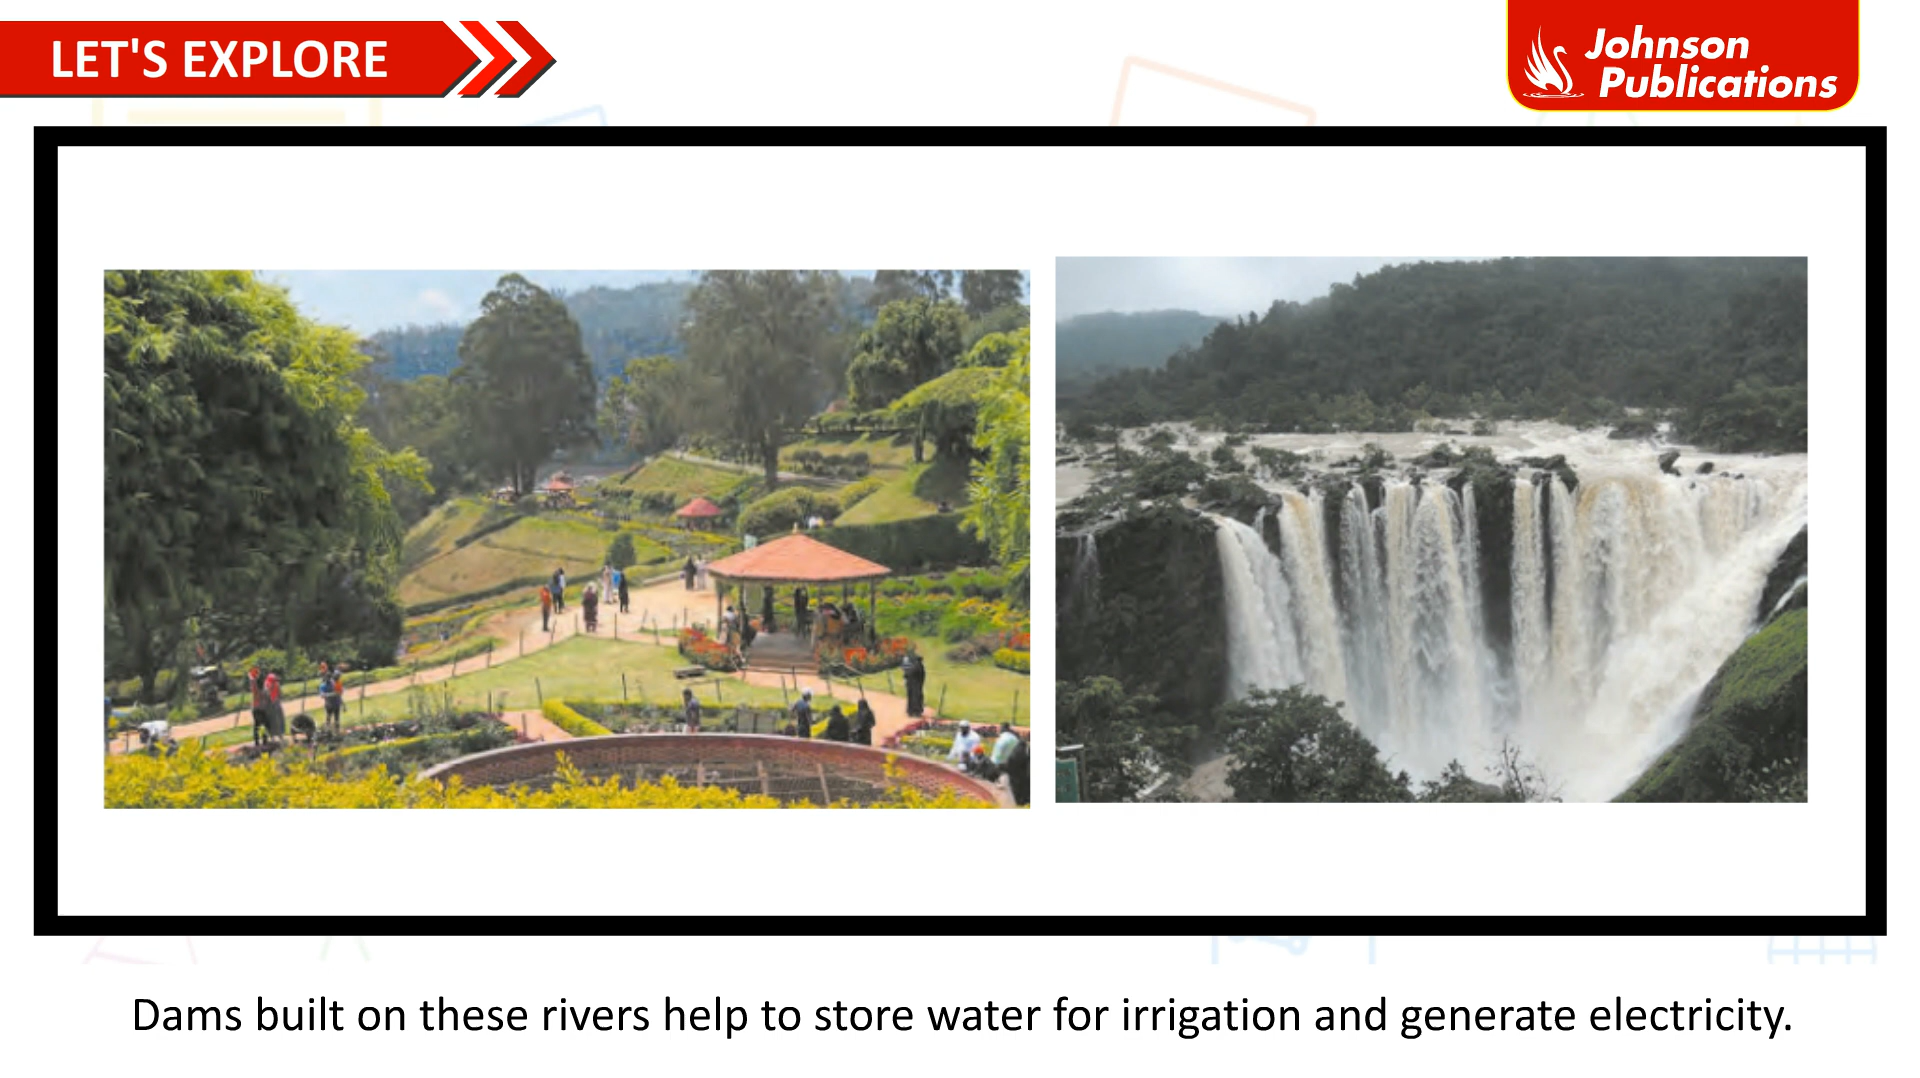 LET'S EXPLORE
Johnson
Publications
Dams built on these rivers help to store water for irrigation and generate electricity.